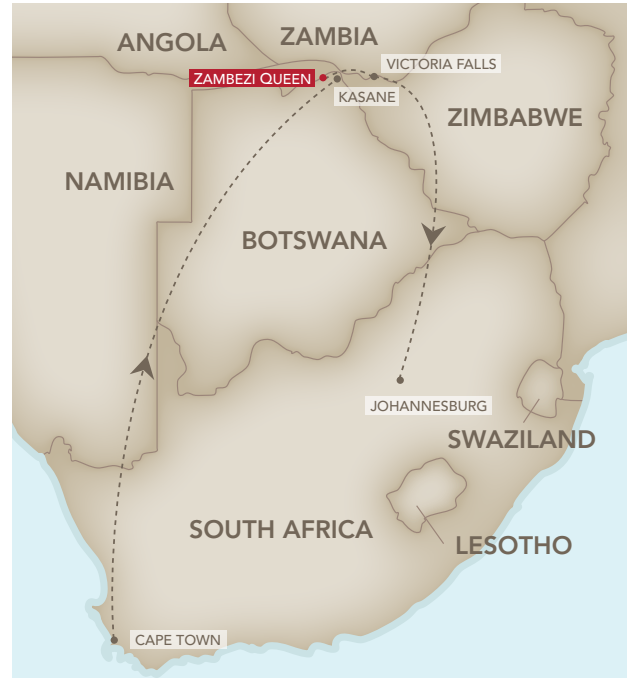 ANGOLA
ZAMBIA
VICTORIA FALLS
ZAMBEZI QUEEN
KASANE
ZIMBABWE
NAMIBIA
BOTSWANA
JOHANNESBURG
SWAZILAND
SOUTH AFRICA
LESOTHO
CAPE TOWN